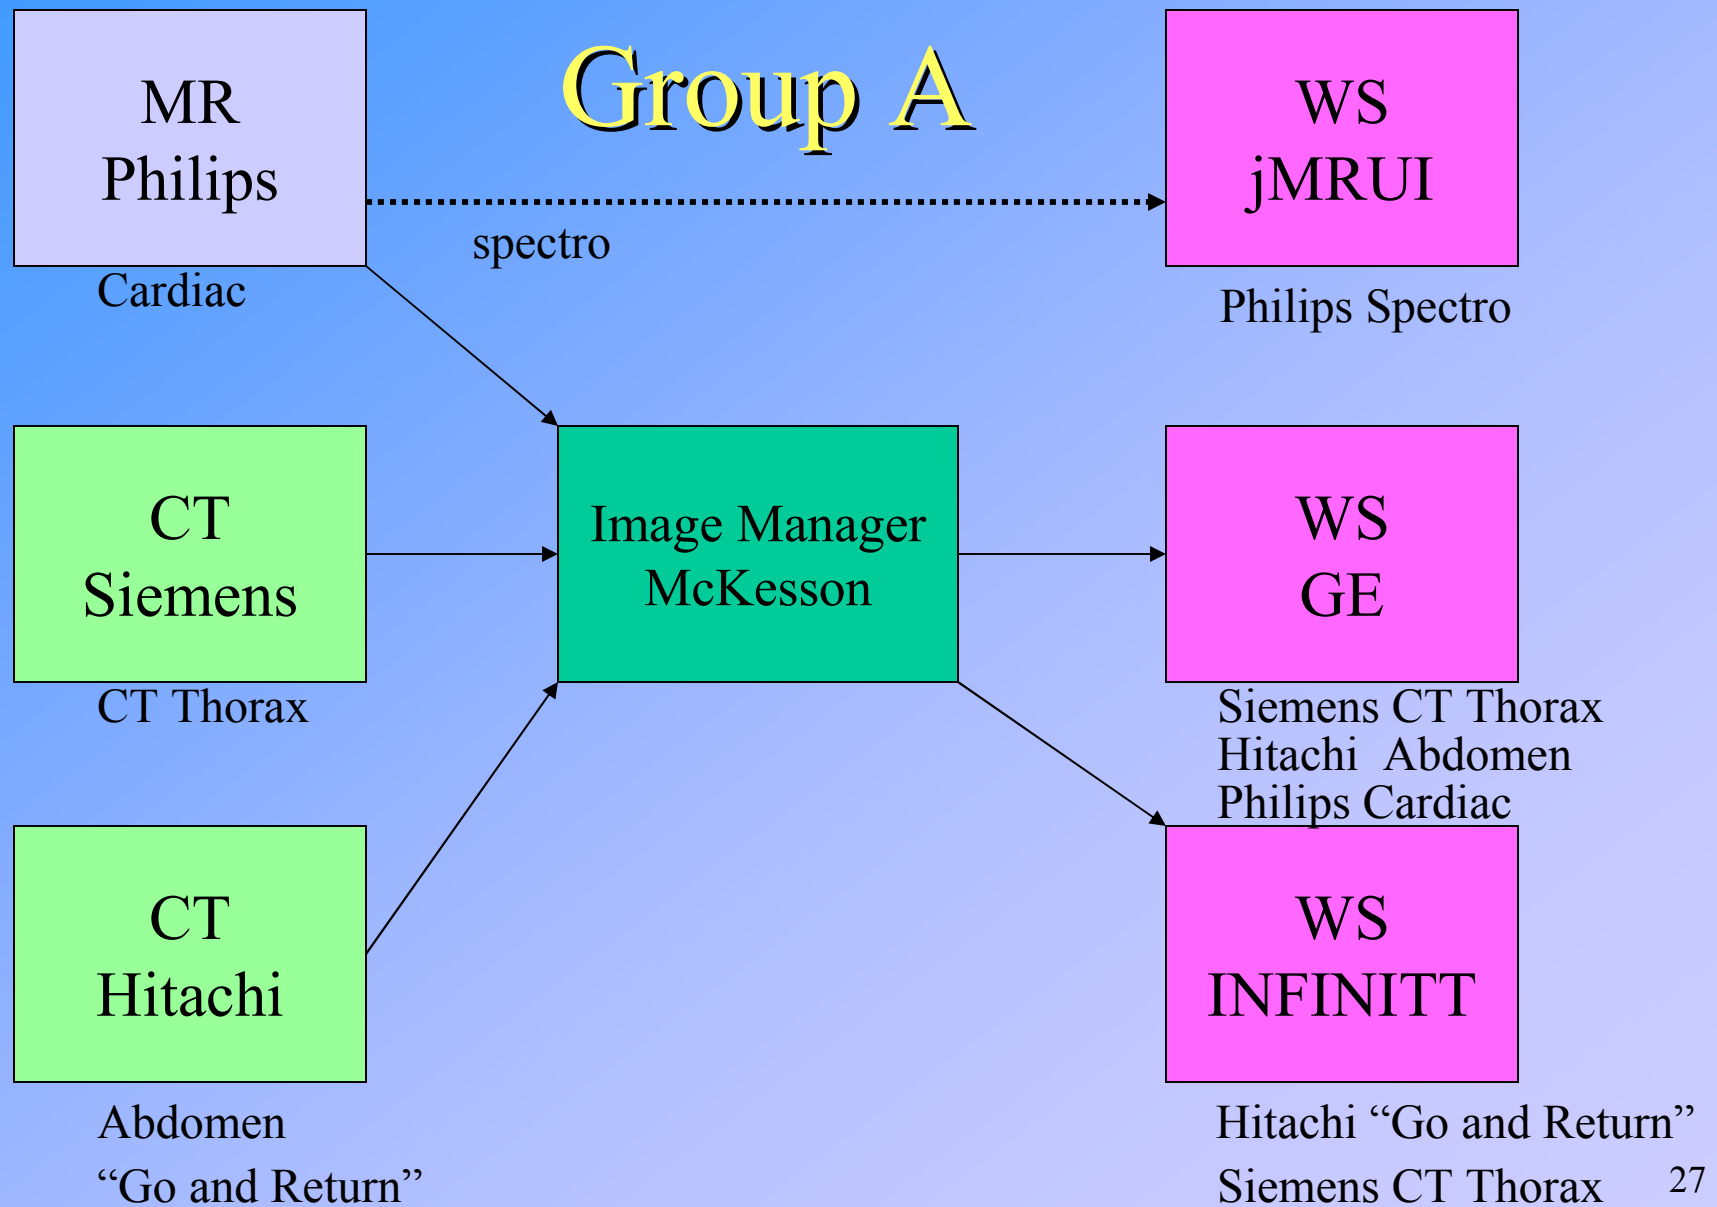 Group A
MR
Philips
Cardiac
spectro
WS
jMRUI
Philips Spectro
CT
Siemens
CT Thorax
Image Manager
McKesson
WS
GE
Siemens CT Thorax
Hitachi  Abdomen
Philips Cardiac
CT
Hitachi
Abdomen
“Go and Return”
WS
INFINITT
Hitachi “Go and Return”
Siemens CT Thorax
27